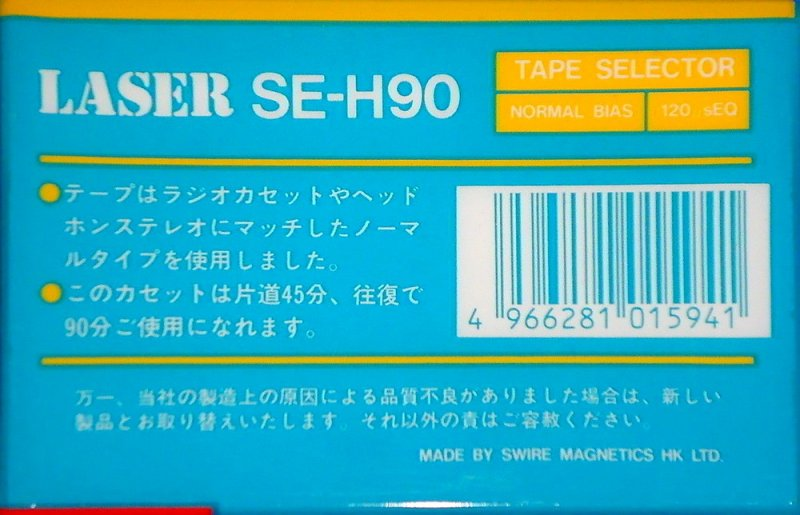 LASER SE-H90
TAPE SELECTOR
NORMAL BIAS 120 μsEQ
●テープはラジオカセットやヘッド
ホンステレオにマッチしたノーマ
ルタイプを使用しました。
●このカセットは片道45分、往復で
90分ご使用になれます。
4 966281 015941
万一、当社の製造上の原因による品質不良がありました場合は、新しい
製品とお取り替えいたします。それ以外の責はご容赦ください。
MADE BY SWIRE MAGNETICS HK LTD.